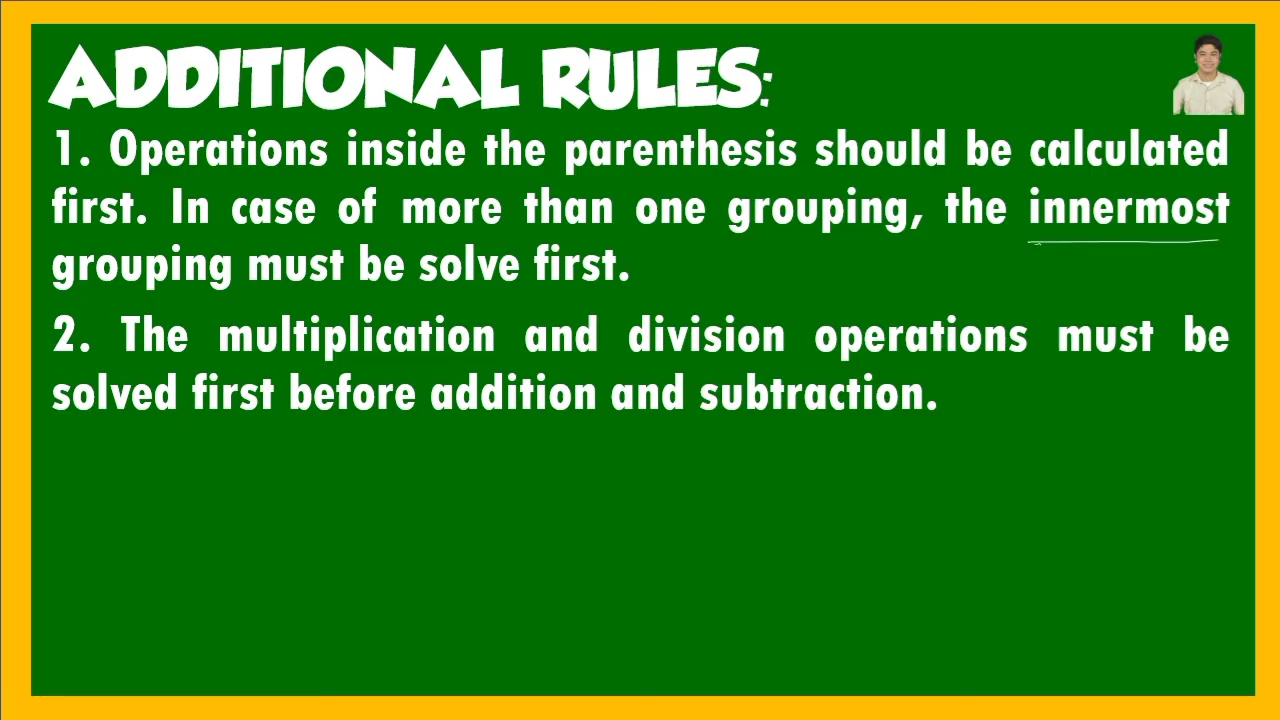 ADDITIONAL RULES:
1. Operations inside the parenthesis should be calculated
first. In case of more than one grouping, the innermost
grouping must be solve first.
2. The multiplication and division operations must be
solved first before addition and subtraction.